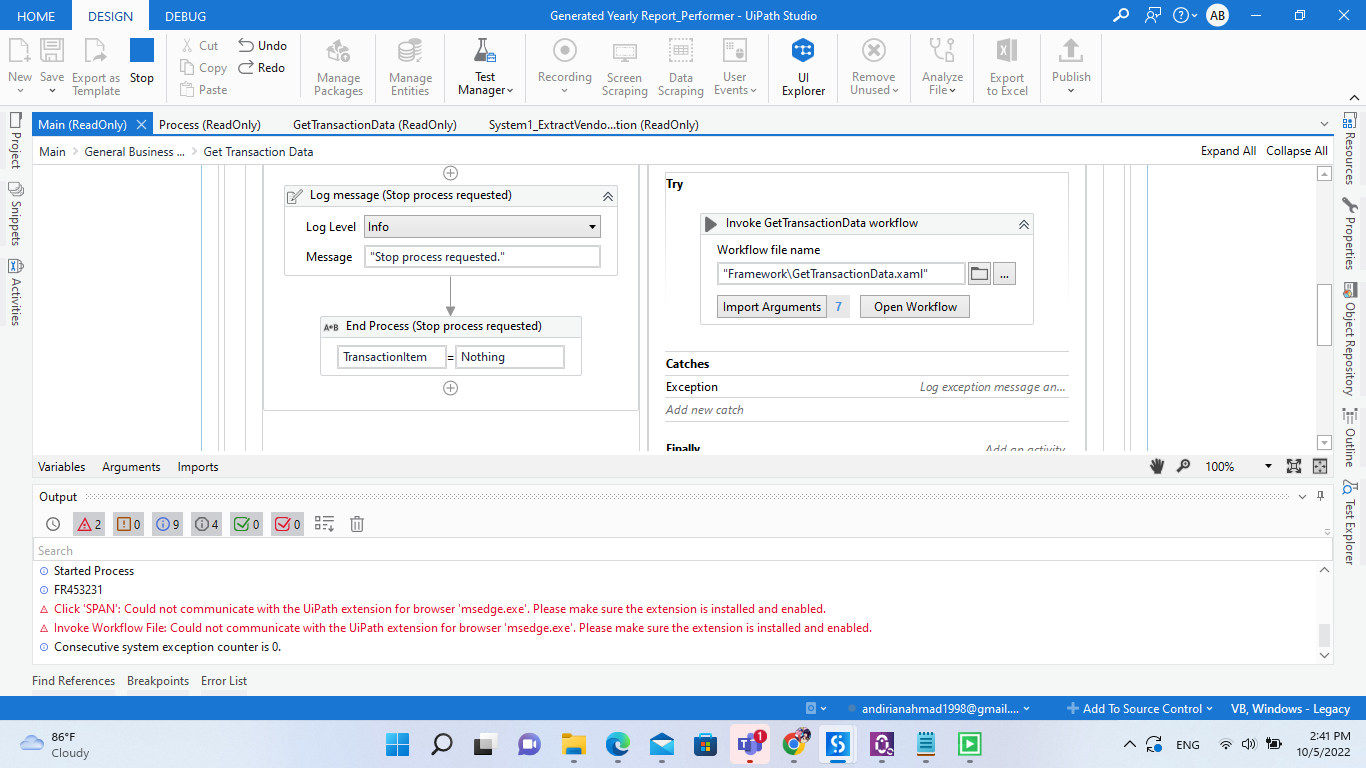 HOME
DESIGN
DEBUG
Generated Yearly Report_Performer - UiPath Studio
AB
New
Save
Export as Template
Stop
Cut
Copy
Paste
Undo
Redo
Manage Packages
Manage Entities
Test Manager
Recording
Screen Scraping
Data Scraping
User Events
UI Explorer
Remove Unused
Analyze File
Export to Excel
Publish
Main (ReadOnly)
Process (ReadOnly)
GetTransactionData (ReadOnly)
System1_ExtractVendo...tion (ReadOnly)
Main > General Business ... > Get Transaction Data
Expand All
Collapse All
Project
Snippets
Activities
Log message (Stop process requested)
Log Level
Info
Message
"Stop process requested."
A•B End Process (Stop process requested)
TransactionItem = Nothing
Try
Invoke GetTransactionData workflow
Workflow file name
"Framework\GetTransactionData.xaml"
...
Import Arguments
7
Open Workflow
Catches
Exception
Log exception message an...
Add new catch
Finally
Add an activity
Resources
Properties
Object Repository
Outline
Test Explorer
Variables
Arguments
Imports
100%
Output
2
0
9
4
0
0
Search
Started Process
FR453231
Click 'SPAN': Could not communicate with the UiPath extension for browser 'msedge.exe'. Please make sure the extension is installed and enabled.
Invoke Workflow File: Could not communicate with the UiPath extension for browser 'msedge.exe'. Please make sure the extension is installed and enabled.
Consecutive system exception counter is 0.
Find References
Breakpoints
Error List
andirianahmad1998@gmail....
Add To Source Control
VB, Windows - Legacy
86°F
Cloudy
1
ENG
2:41 PM
10/5/2022